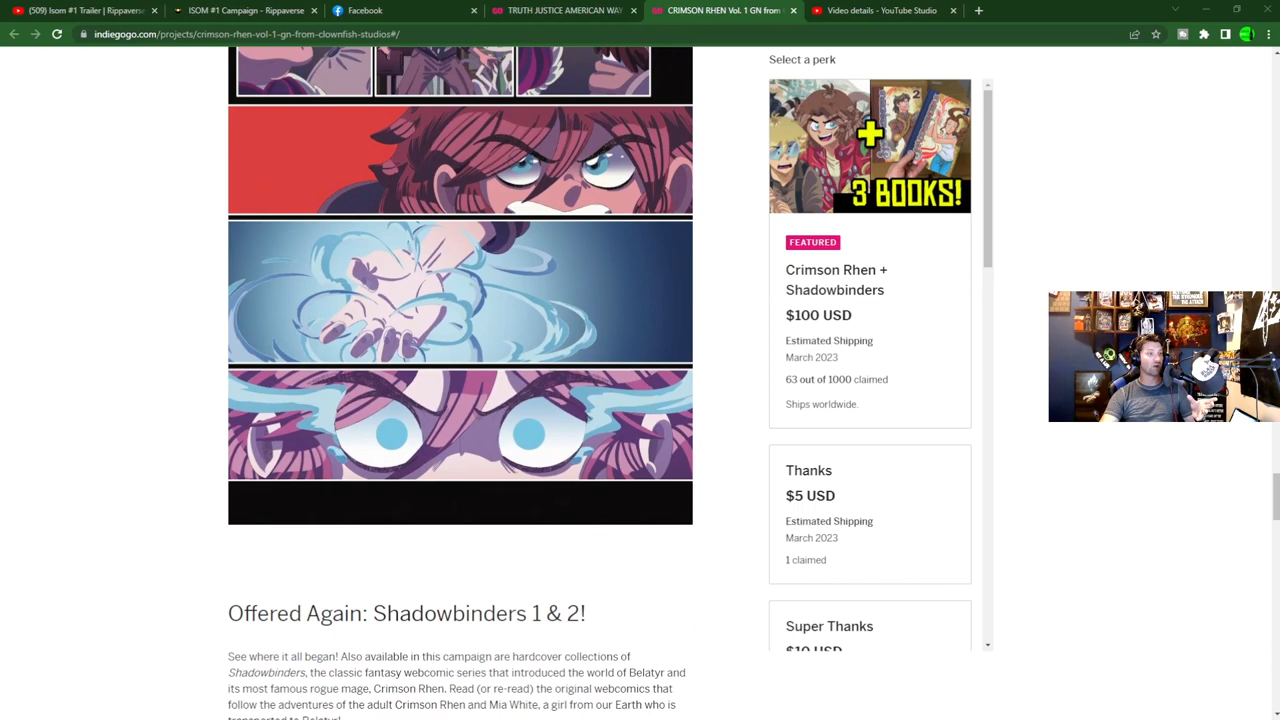 (509) Isom #1 Trailer | Rippaverse
ISOM #1 Campaign - Rippaverse
Facebook
TRUTH JUSTICE AMERICAN WAY
CRIMSON RHEN Vol. 1 GN from
Video details - YouTube Studio
indiegogo.com/projects/crimson-rhen-vol-1-gn-from-clownfish-studios#/
Select a perk
3 BOOKS!
FEATURED
Crimson Rhen +
Shadowbinders
$100 USD
Estimated Shipping
March 2023
63 out of 1000 claimed
Ships worldwide.
Thanks
$5 USD
Estimated Shipping
March 2023
1 claimed
Super Thanks
$10 USD
Offered Again: Shadowbinders 1 & 2!
See where it all began! Also available in this campaign are hardcover collections of
Shadowbinders, the classic fantasy webcomic series that introduced the world of Belatyr and
its most famous rogue mage, Crimson Rhen. Read (or re-read) the original webcomics that
follow the adventures of the adult Crimson Rhen and Mia White, a girl from our Earth who is
transported to Belatyr!